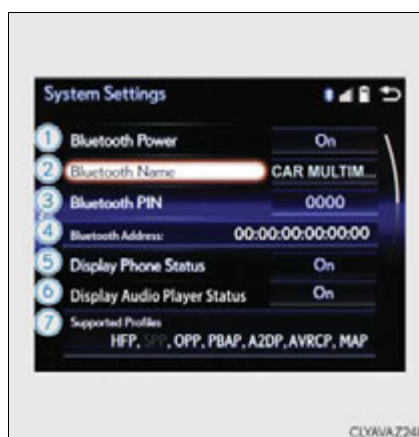 System Settings
1 Bluetooth Power On
2 Bluetooth Name CAR MULTIM...
3 Bluetooth PIN 0000
4 Bluetooth Address: 00:00:00:00:00:00
5 Display Phone Status On
6 Display Audio Player Status On
7 Supported Profiles
HFP, SPP, OPP, PBAP, A2DP, AVRCP, MAP